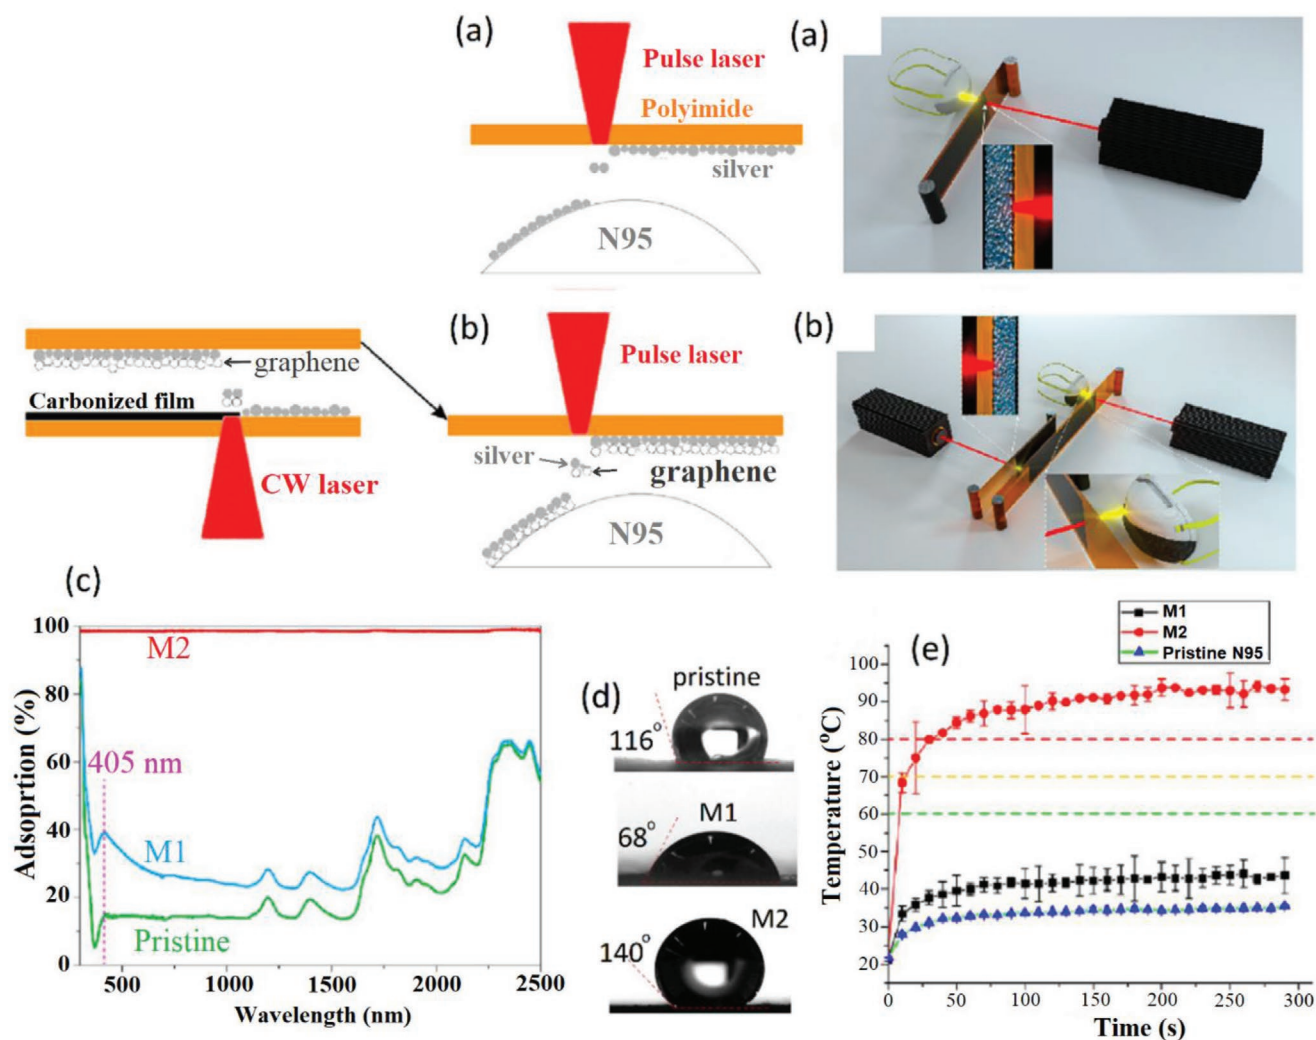 (a)
Pulse laser
Polyimide
silver
N95
(a)
graphene
Carbonized film
CW laser
(b)
Pulse laser
silver
graphene
N95
(b)
(c)
100
80
60
40
20
0
Adsoprtion (%)
M2
405 nm
M1
Pristine
500
1000
1500
2000
2500
Wavelength (nm)
(d)
pristine
116°
M1
68°
M2
140°
M1
M2
Pristine N95
(e)
100
90
80
70
60
50
40
30
20
Temperature (°C)
0
50
100
150
200
250
300
Time (s)